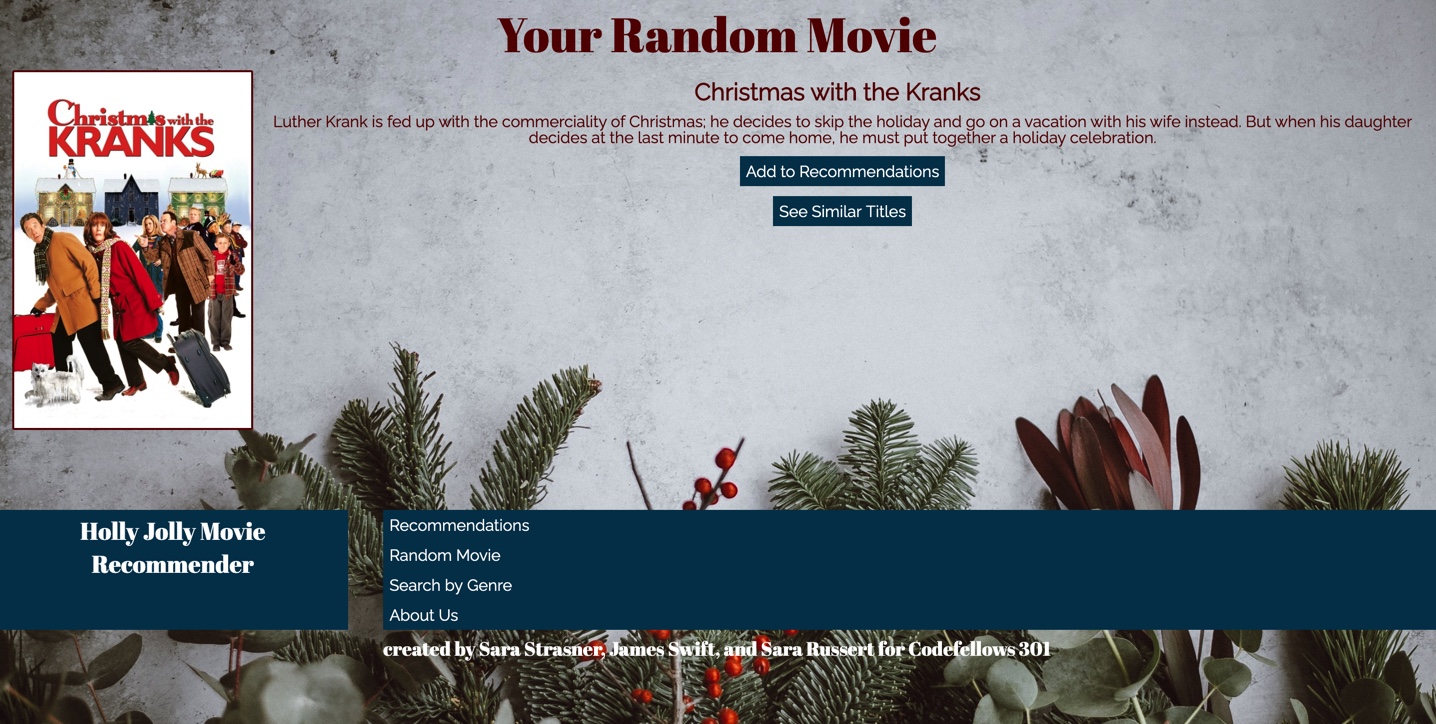 Your Random Movie
Christmas with the
KRANKS
Christmas with the Kranks
Luther Krank is fed up with the commerciality of Christmas; he decides to skip the holiday and go on a vacation with his wife instead. But when his daughter
decides at the last minute to come home, he must put together a holiday celebration.
Add to Recommendations
See Similar Titles
Holly Jolly Movie
Recommender
Recommendations
Random Movie
Search by Genre
About Us
created by Sara Strasner, James Swift, and Sara Russert for Codefellows 301